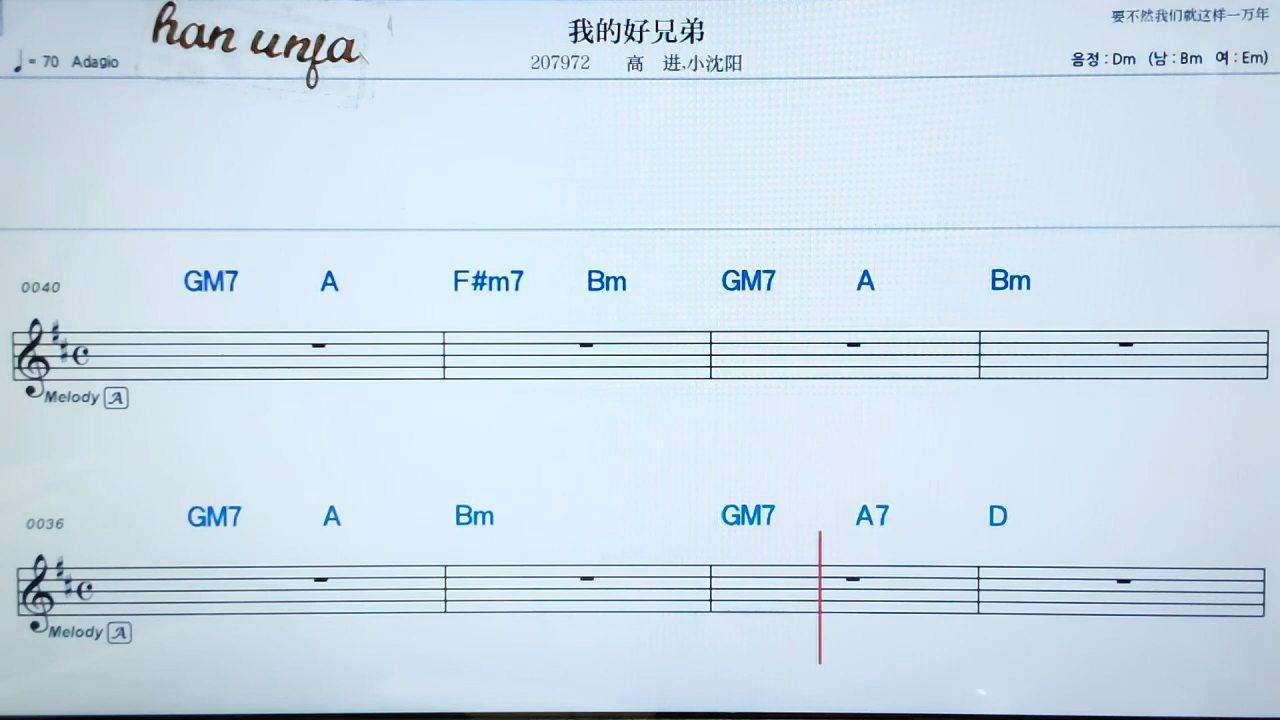 han unfa
♩= 70 Adagio
我的好兄弟
207972 高 进,小沈阳
要不然我们就这样一万年
음정 : Dm (남 : Bm 여 : Em)
0040
GM7 A F#m7 Bm GM7 A Bm
Melody A
0036
GM7 A Bm GM7 A7 D
Melody A